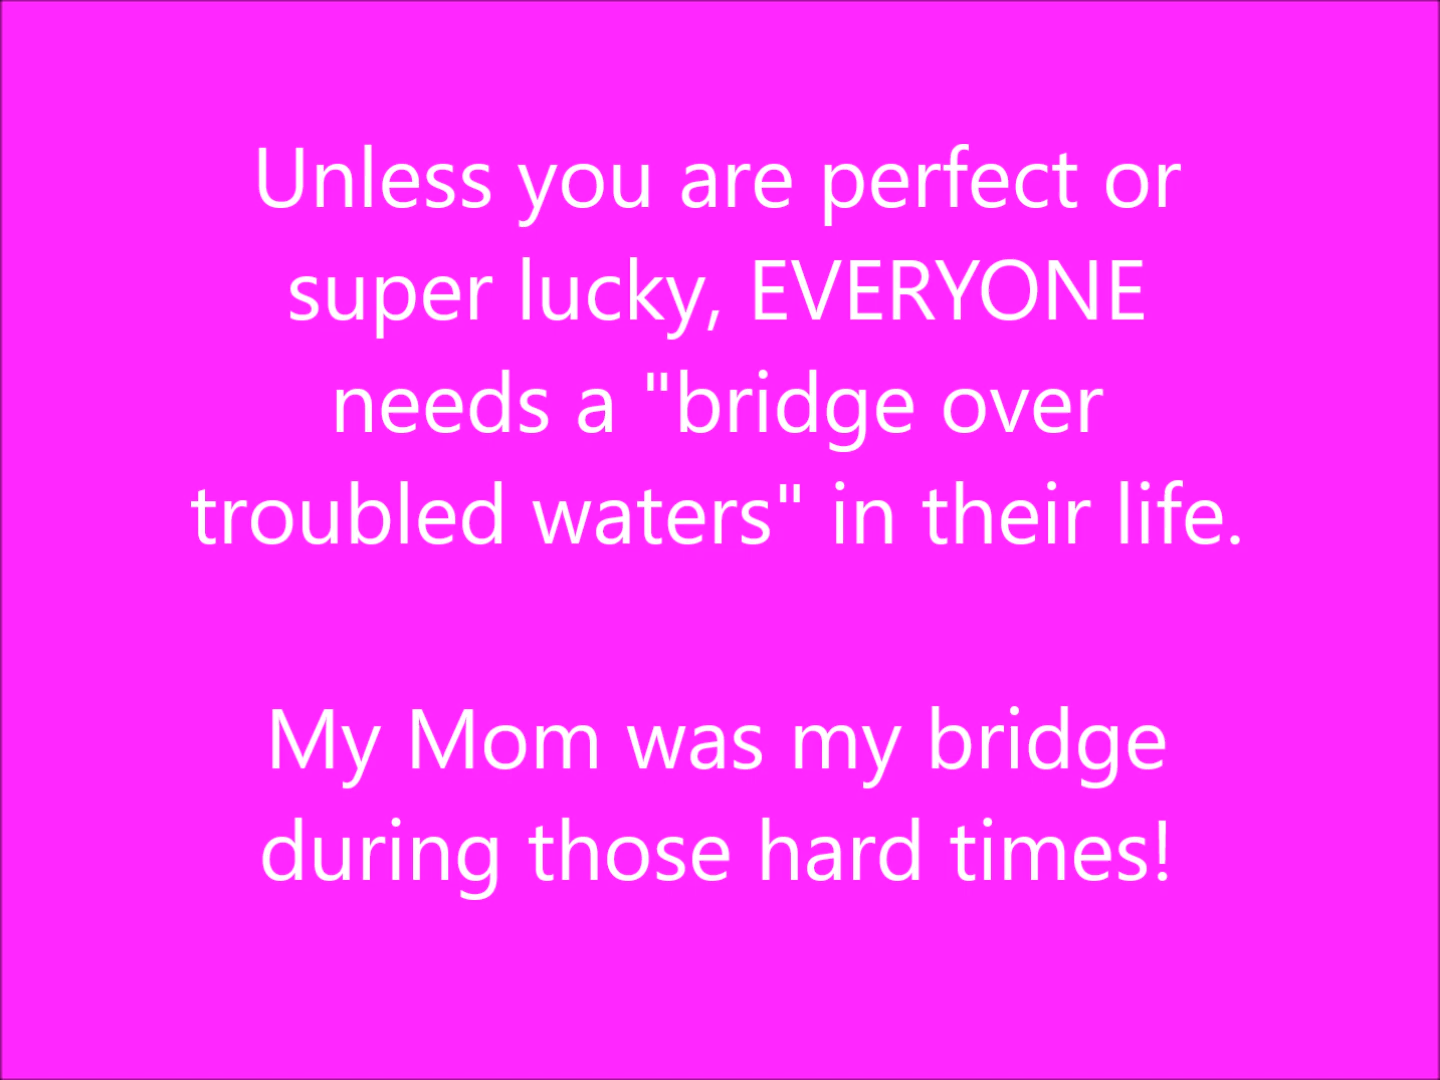 Unless you are perfect or
super lucky, EVERYONE
needs a "bridge over
troubled waters" in their life.
My Mom was my bridge
during those hard times!